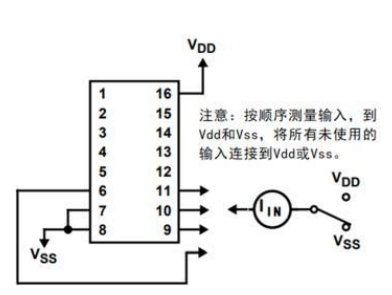 VDD
1 16
2 15
3 14
4 13
5 12
6 11
7 10
8 9
VSS
注意：按顺序测量输入，到
Vdd和Vss，将所有未使用的
输入连接到Vdd或Vss。
VDD
IIN
VSS